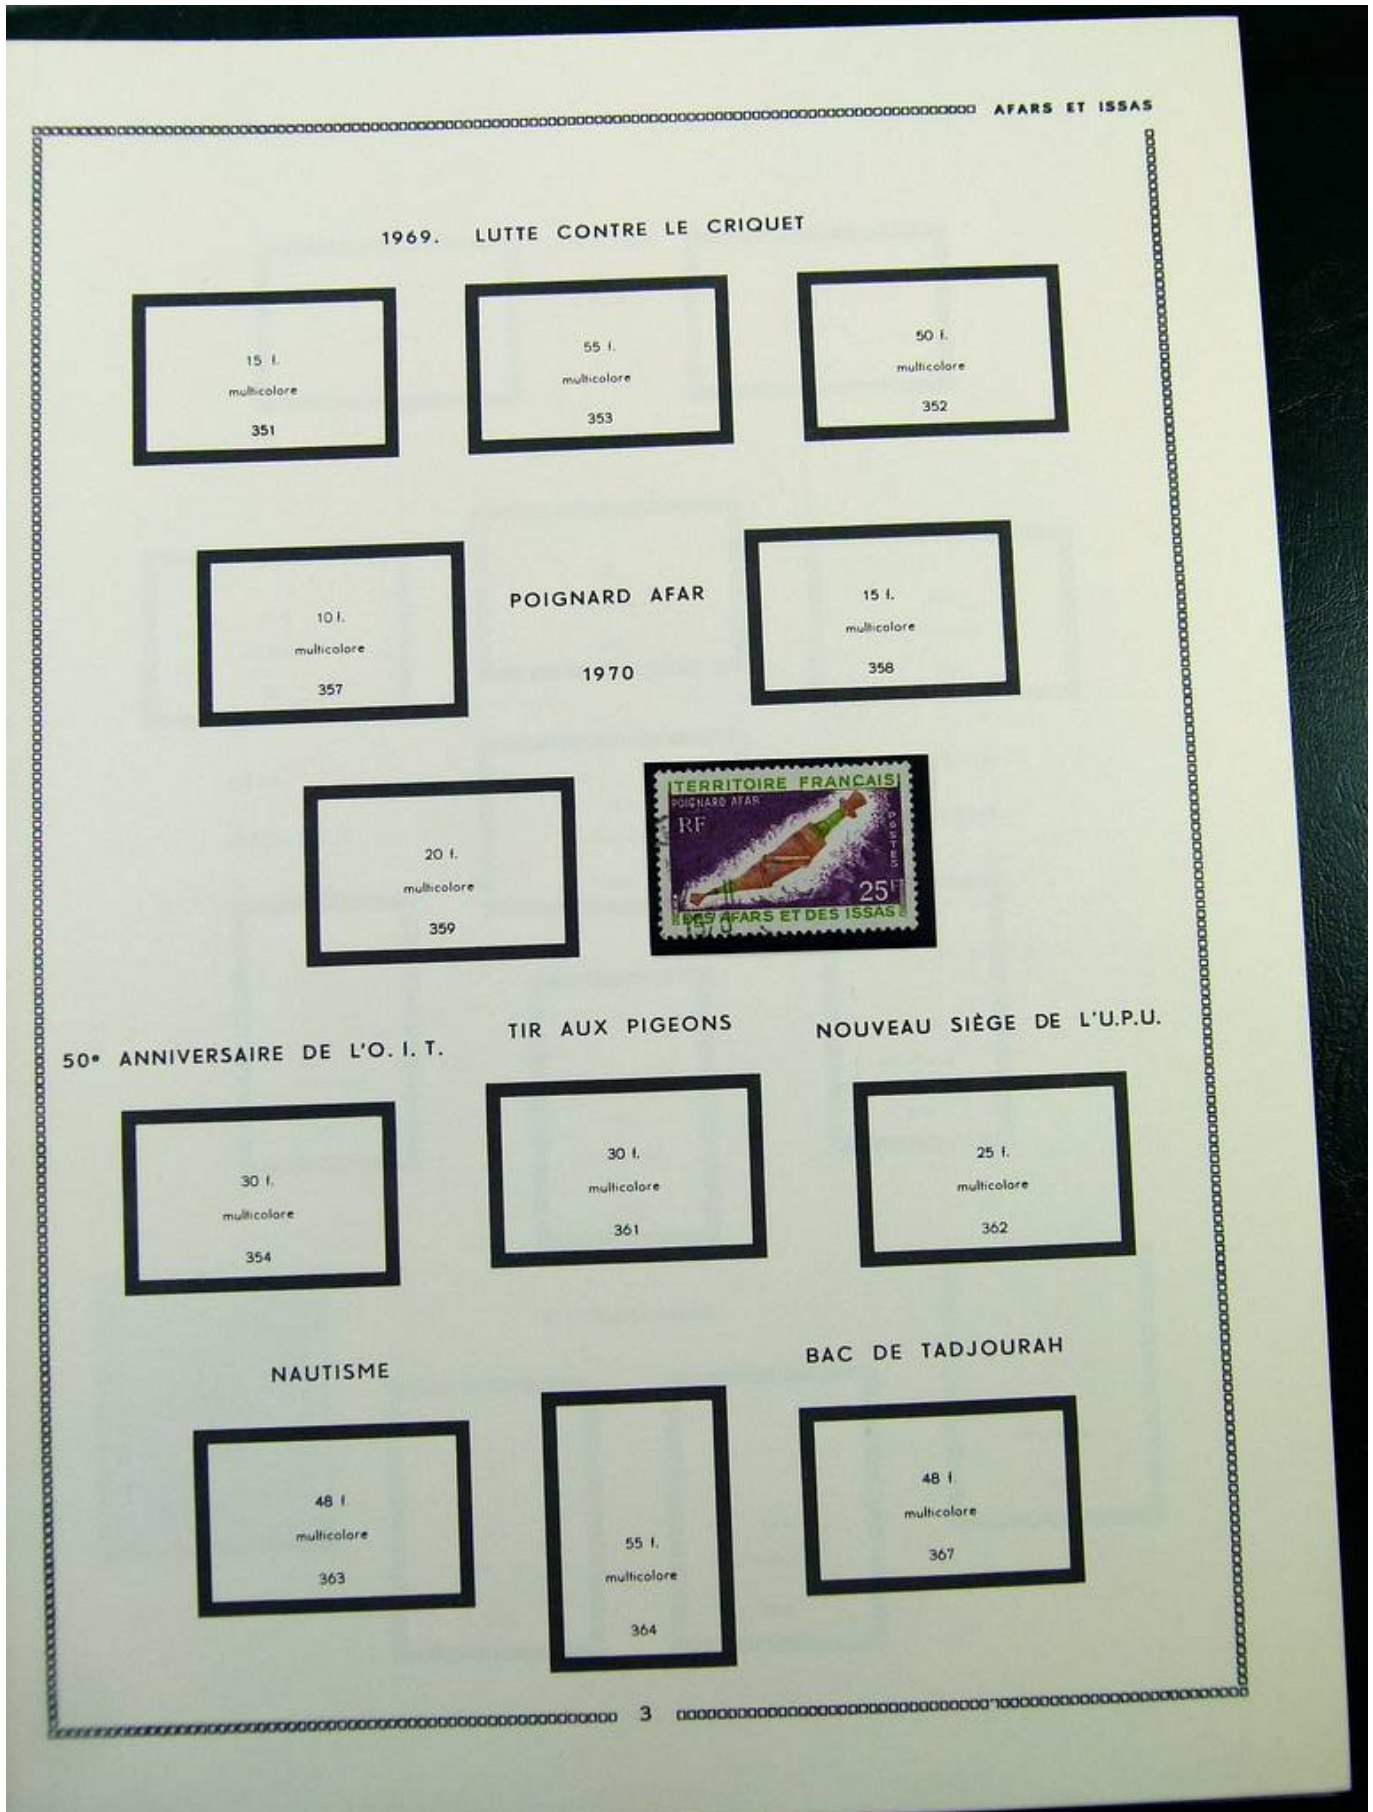 AFARS ET ISSAS
1969. LUTTE CONTRE LE CRIQUET
15 f.
multicolore
351
55 f.
multicolore
353
50 f.
multicolore
352
10 f.
multicolore
357
POIGNARD AFAR
1970
15 f.
multicolore
358
20 f.
multicolore
359
TERRITOIRE FRANÇAIS
POIGNARD AFAR
RF
POSTES
25F
DES AFARS ET DES ISSAS
50e ANNIVERSAIRE DE L'O. I. T.
30 f.
multicolore
354
TIR AUX PIGEONS
30 f.
multicolore
361
NOUVEAU SIÈGE DE L'U.P.U.
25 f.
multicolore
362
NAUTISME
48 f.
multicolore
363
55 f.
multicolore
364
BAC DE TADJOURAH
48 f.
multicolore
367
3